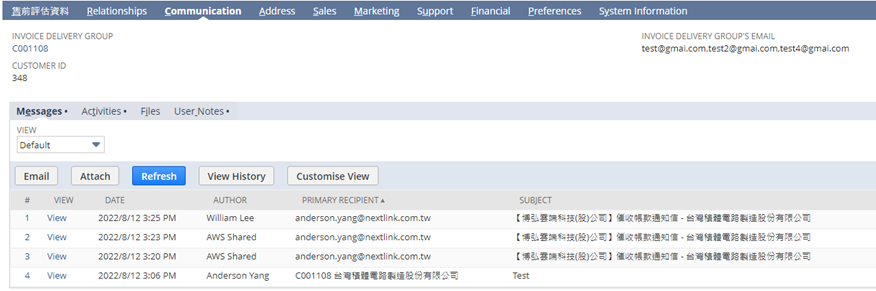 售前評估資料 Relationships Communication Address Sales Marketing Support Financial Preferences System Information
INVOICE DELIVERY GROUP
C001108
INVOICE DELIVERY GROUP'S EMAIL
test@gmai.com,test2@gmai.com,test4@gmai.com
CUSTOMER ID
348
Messages • Activities • Files User Notes •
VIEW
Default
Email Attach Refresh View History Customise View
# VIEW DATE AUTHOR PRIMARY RECIPIENT ▲ SUBJECT
1 View 2022/8/12 3:25 PM William Lee anderson.yang@nextlink.com.tw 【博弘雲端科技(股)公司】催收帳款通知信 - 台灣積體電路製造股份有限公司
2 View 2022/8/12 3:23 PM AWS Shared anderson.yang@nextlink.com.tw 【博弘雲端科技(股)公司】催收帳款通知信 - 台灣積體電路製造股份有限公司
3 View 2022/8/12 3:20 PM AWS Shared anderson.yang@nextlink.com.tw 【博弘雲端科技(股)公司】催收帳款通知信 - 台灣積體電路製造股份有限公司
4 View 2022/8/12 3:06 PM Anderson Yang C001108 台灣積體電路製造股份有限公司 Test